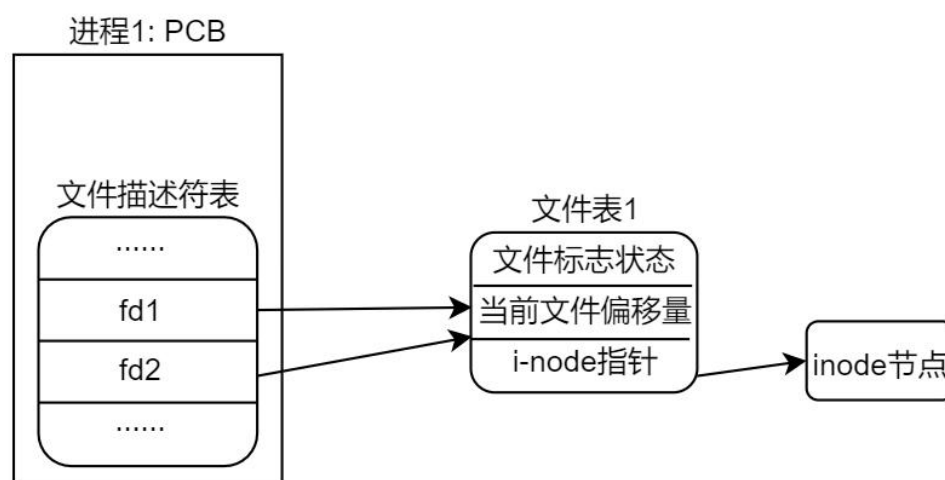 进程1: PCB
文件描述符表
......
fd1
fd2
......
文件表1
文件标志状态
当前文件偏移量
i-node指针
inode节点